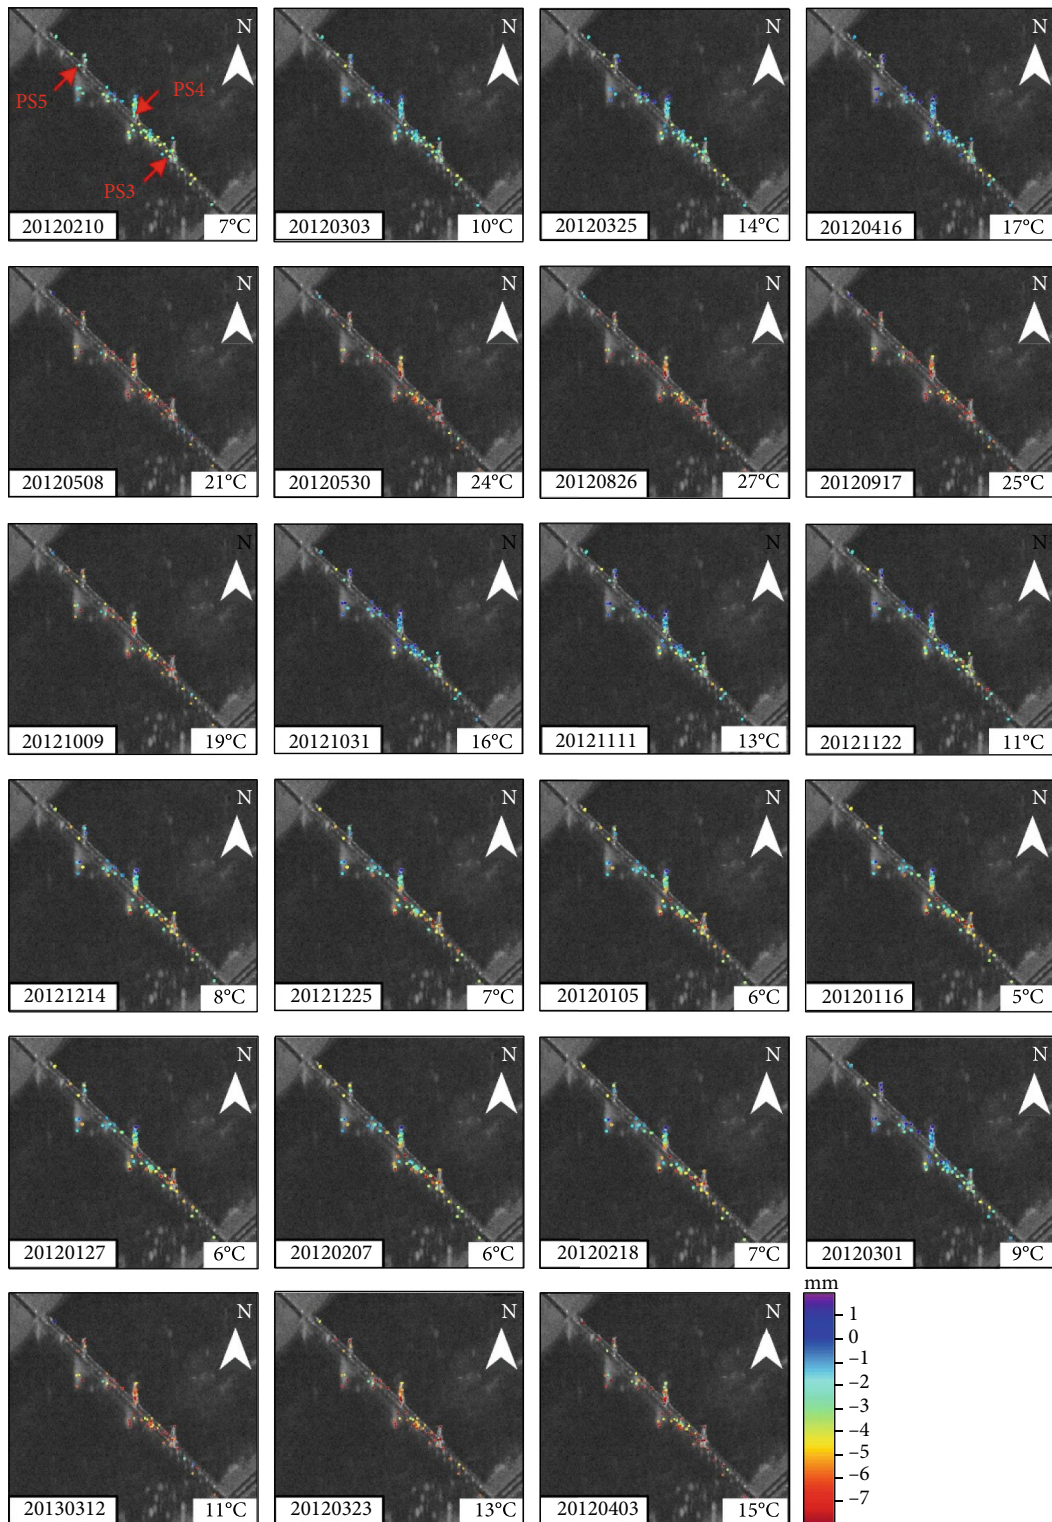 N N N N
PS5 PS4
PS3
20120210 7°C 20120303 10°C 20120325 14°C 20120416 17°C
N N N N
20120508 21°C 20120530 24°C 20120826 27°C 20120917 25°C
N N N N
20121009 19°C 20121031 16°C 20121111 13°C 20121122 11°C
N N N N
20121214 8°C 20121225 7°C 20120105 6°C 20120116 5°C
N N N N
20120127 6°C 20120207 6°C 20120218 7°C 20120301 9°C
N N N
20130312 11°C 20120323 13°C 20120403 15°C
mm
1
0
–1
–2
–3
–4
–5
–6
–7